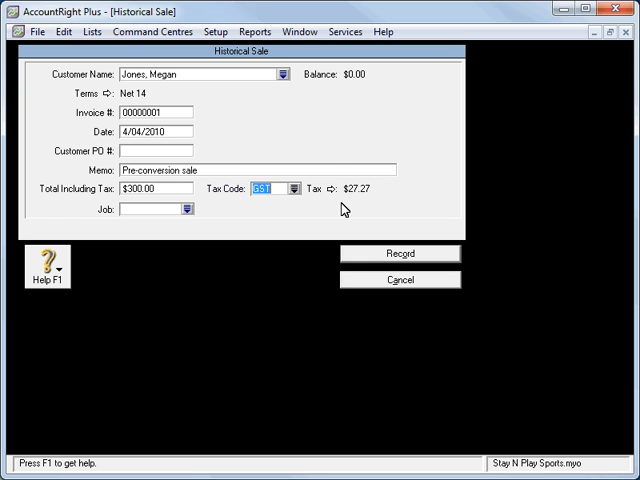 AccountRight Plus - [Historical Sale]
File Edit Lists Command Centres Setup Reports Window Services Help
Historical Sale
Customer Name: Jones, Megan Balance: $0.00
Terms Net 14
Invoice #: 00000001
Date: 4/04/2010
Customer PO #:
Memo: Pre-conversion sale
Total Including Tax: $300.00 Tax Code: GST Tax $27.27
Job:
Record
Help F1
Cancel
Press F1 to get help. Stay N Play Sports.myo